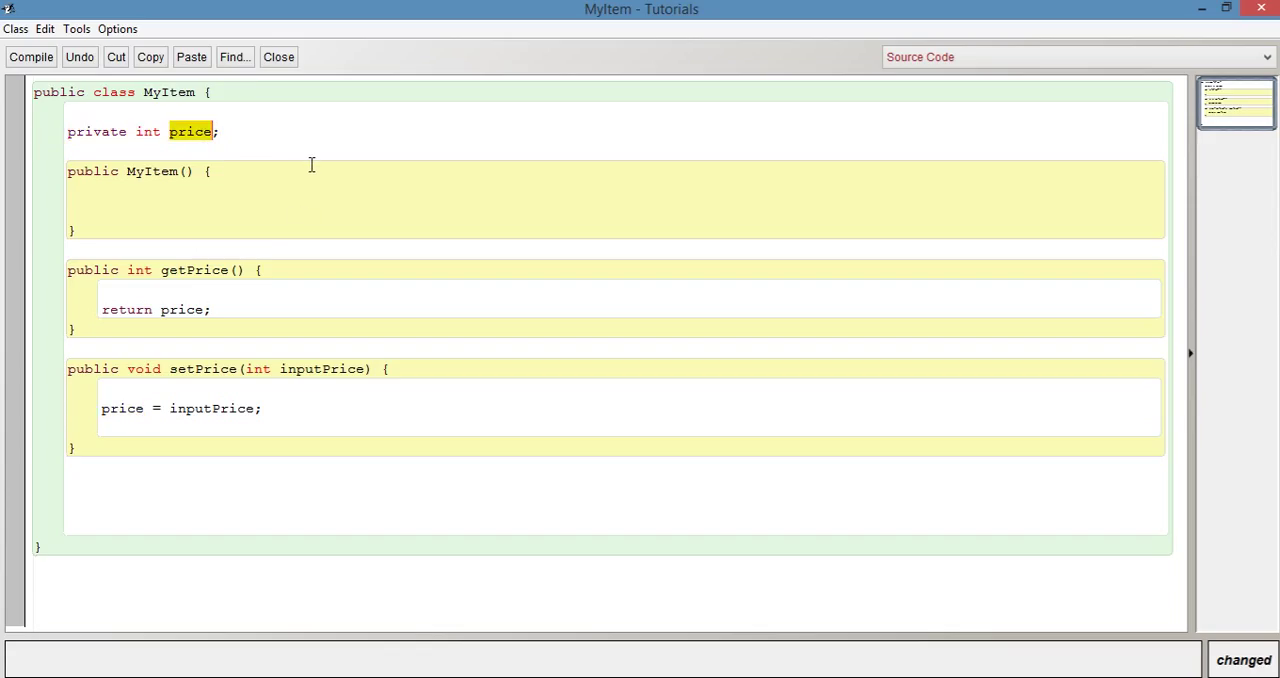 MyItem - Tutorials
Class Edit Tools Options
Compile Undo Cut Copy Paste Find... Close Source Code
public class MyItem {
private int price;
public MyItem() {
}
public int getPrice() {
return price;
}
public void setPrice(int inputPrice) {
price = inputPrice;
}
}
changed